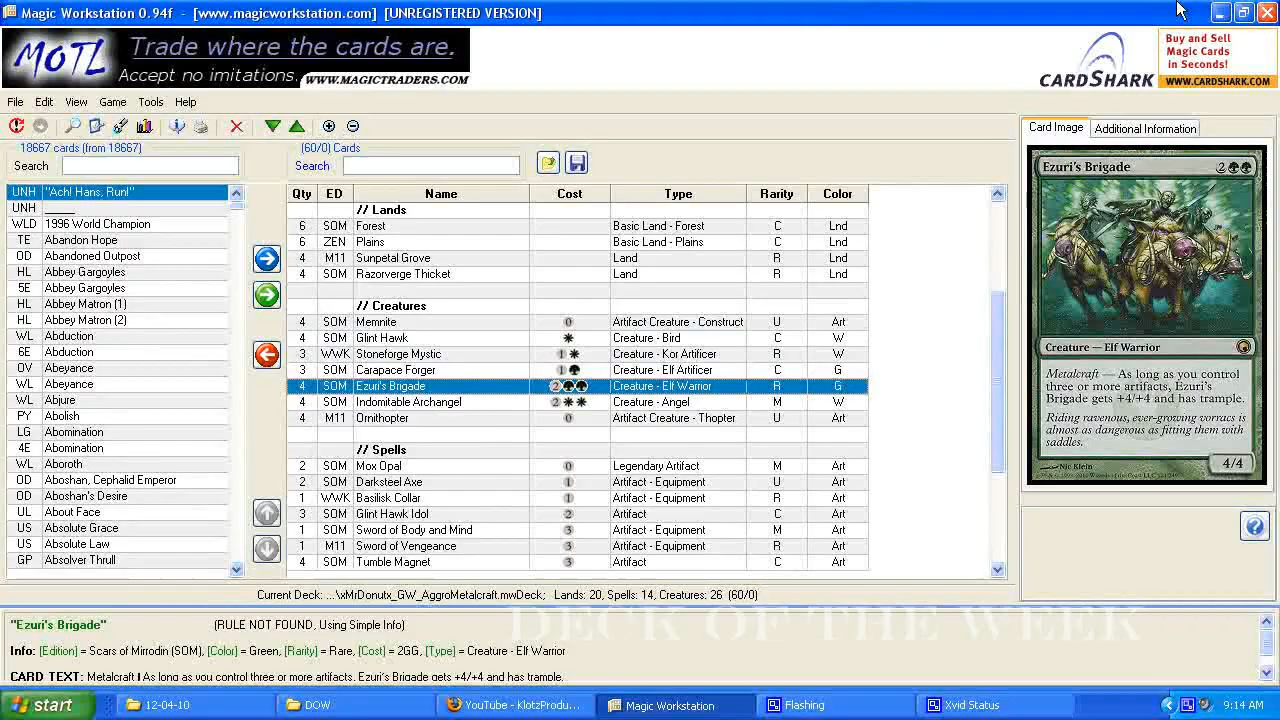 Magic Workstation 0.94f - [www.magicworkstation.com] [UNREGISTERED VERSION]
MOTL Trade where the cards are.
Accept no imitations. WWW.MAGICTRADERS.COM
CARDSHARK
Buy and Sell
Magic Cards
in Seconds!
WWW.CARDSHARK.COM
File Edit View Game Tools Help
18667 cards (from 18667)
Search
UNH "Ach! Hans, Run!"
UNH _____
WLD 1996 World Champion
TE Abandon Hope
OD Abandoned Outpost
HL Abbey Gargoyles
5E Abbey Gargoyles
HL Abbey Matron (1)
HL Abbey Matron (2)
WL Abduction
6E Abduction
OV Abeyance
WL Abeyance
WL Abjure
PY Abolish
LG Abomination
4E Abomination
WL Aboroth
OD Aboshan, Cephalid Emperor
OD Aboshan's Desire
UL About Face
US Absolute Grace
US Absolute Law
GP Absolver Thrull
(60/0) Cards
Search
Qty ED Name Cost Type Rarity Color
// Lands
6 SOM Forest Basic Land - Forest C Lnd
6 ZEN Plains Basic Land - Plains C Lnd
4 M11 Sunpetal Grove Land R Lnd
4 SOM Razorverge Thicket Land R Lnd
// Creatures
4 SOM Memnite 0 Artifact Creature - Construct U Art
4 SOM Glint Hawk Creature - Bird C W
3 WWK Stoneforge Mystic 1 Creature - Kor Artificer R W
3 SOM Carapace Forger 1 Creature - Elf Artificer C G
4 SOM Ezuri's Brigade 2 Creature - Elf Warrior R G
4 SOM Indomitable Archangel 2 Creature - Angel M W
4 M11 Ornithopter 0 Artifact Creature - Thopter U Art
// Spells
2 SOM Mox Opal 0 Legendary Artifact M Art
2 SOM Darksteel Axe 1 Artifact - Equipment U Art
1 WWK Basilisk Collar 1 Artifact - Equipment R Art
3 SOM Glint Hawk Idol 2 Artifact C Art
1 SOM Sword of Body and Mind 3 Artifact - Equipment M Art
1 M11 Sword of Vengeance 3 Artifact - Equipment R Art
4 SOM Tumble Magnet 3 Artifact C Art
Current Deck: ...\xMrDonutx_GW_AggroMetalcraft.mwDeck; Lands: 20, Spells: 14, Creatures: 26 (60/0)
Card Image Additional Information
Ezuri's Brigade 2
Creature — Elf Warrior
Metalcraft — As long as you control
three or more artifacts, Ezuri's
Brigade gets +4/+4 and has trample.
Riding ravenous, ever-growing vorracs is
almost as dangerous as fitting them with
saddles.
Nic Klein
4/4
DECK OF THE WEEK
"Ezuri's Brigade" (RULE NOT FOUND, Using Simple Info)
Info: [Edition] = Scars of Mirrodin (SOM), [Color] = Green, [Rarity] = Rare, [Cost] = 2GG, [Type] = Creature - Elf Warrior
CARD TEXT: Metalcraft As long as you control three or more artifacts, Ezuri's Brigade gets +4/+4 and has trample.
start 12-04-10 DOW YouTube - KlotzProdu... Magic Workstation Flashing Xvid Status 9:14 AM